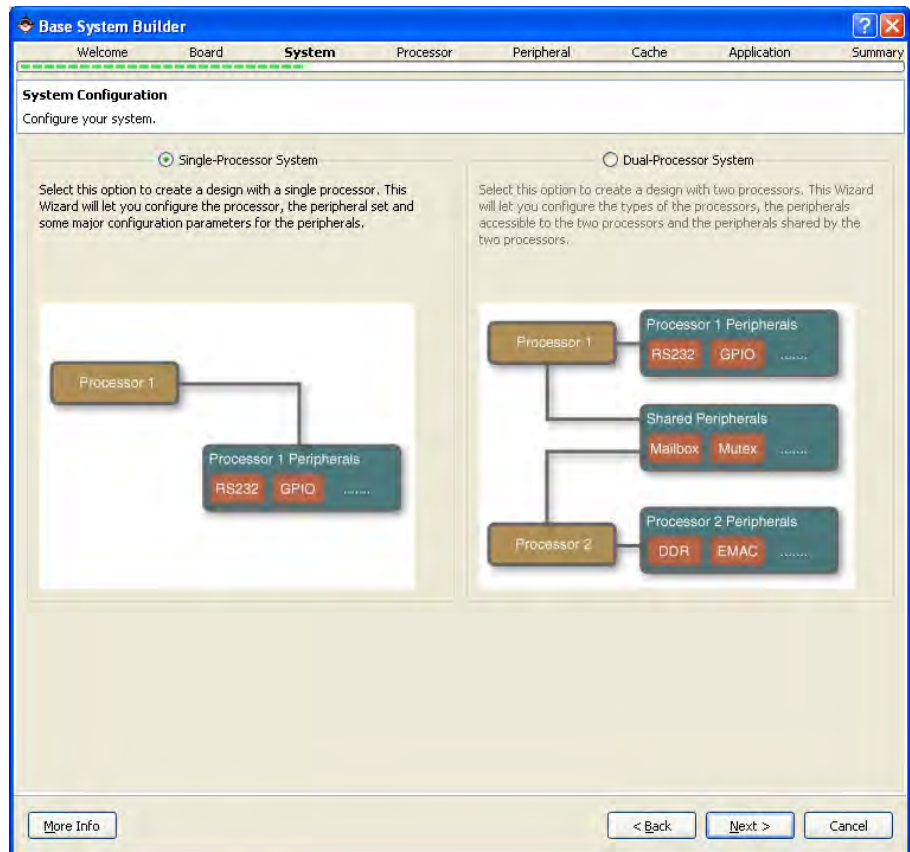 Base System Builder
Welcome Board System Processor Peripheral Cache Application Summary
System Configuration
Configure your system.
Single-Processor System
Select this option to create a design with a single processor. This
Wizard will let you configure the processor, the peripheral set and
some major configuration parameters for the peripherals.
Processor 1
Processor 1 Peripherals
RS232 GPIO .......
Dual-Processor System
Select this option to create a design with two processors. This Wizard
will let you configure the types of the processors, the peripherals
accessible to the two processors and the peripherals shared by the
two processors.
Processor 1
Processor 1 Peripherals
RS232 GPIO .......
Shared Peripherals
Mailbox Mutex .......
Processor 2
Processor 2 Peripherals
DDR EMAC .......
More Info
< Back
Next >
Cancel